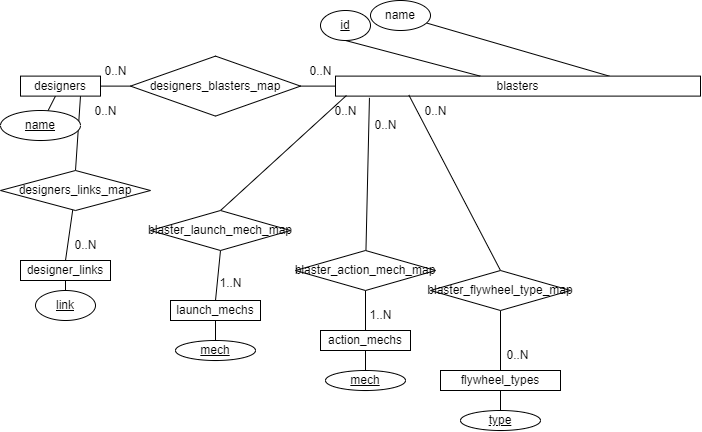 id
name
0..N
0..N
designers
designers_blasters_map
blasters
0..N
0..N
0..N
0..N
name
designers_links_map
blaster_launch_mech_map
0..N
designer_links
blaster_action_mech_map
1..N
blaster_flywheel_type_map
link
launch_mechs
1..N
action_mechs
mech
0..N
mech
flywheel_types
type